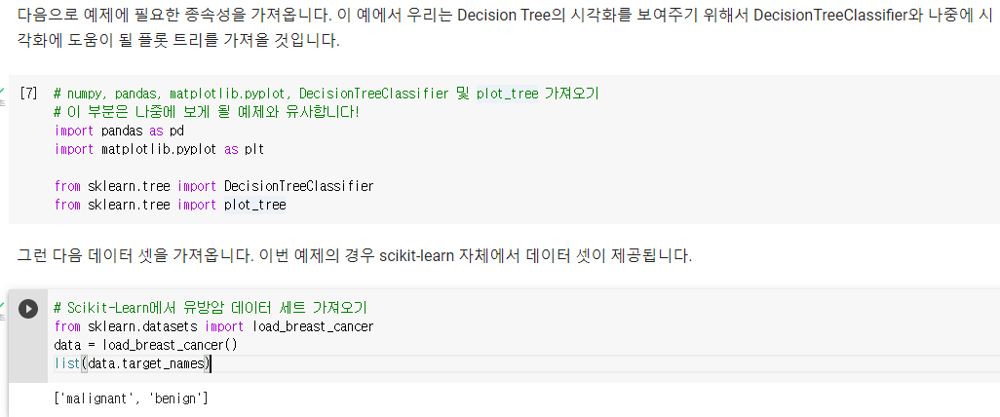 다음으로 예제에 필요한 종속성을 가져옵니다. 이 예에서 우리는 Decision Tree의 시각화를 보여주기 위해서 DecisionTreeClassifier와 나중에 시
각화에 도움이 될 플롯 트리를 가져올 것입니다.
[7] # numpy, pandas, matplotlib.pyplot, DecisionTreeClassifier 및 plot_tree 가져오기
# 이 부분은 나중에 보게 될 예제와 유사합니다!
import pandas as pd
import matplotlib.pyplot as plt
from sklearn.tree import DecisionTreeClassifier
from sklearn.tree import plot_tree
그런 다음 데이터 셋을 가져옵니다. 이번 예제의 경우 scikit-learn 자체에서 데이터 셋이 제공됩니다.
# Scikit-Learn에서 유방암 데이터 세트 가져오기
from sklearn.datasets import load_breast_cancer
data = load_breast_cancer()
list(data.target_names)
['malignant', 'benign']